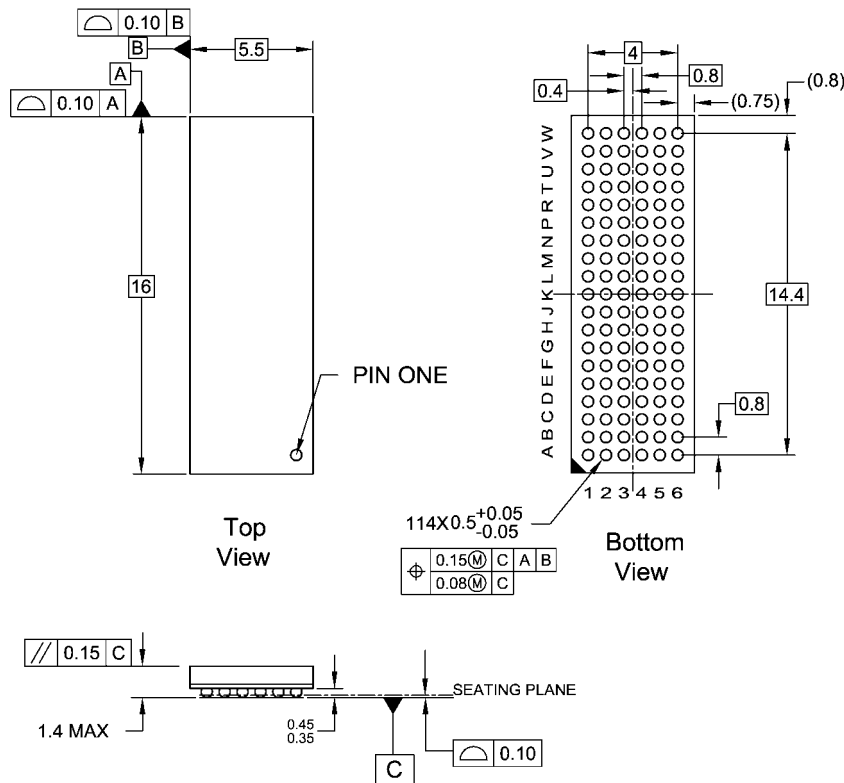 0.10 B
B
5.5
A
0.10 A
16
PIN ONE
Top
View
4
0.8
0.4
(0.8)
(0.75)
A B C D E F G H J K L M N P R T U V W
14.4
0.8
1 2 3 4 5 6
114X 0.5 +0.05
-0.05
⌖ 0.15 Ⓜ C A B
0.08 Ⓜ C
Bottom
View
// 0.15 C
1.4 MAX
0.45
0.35
SEATING PLANE
C
0.10